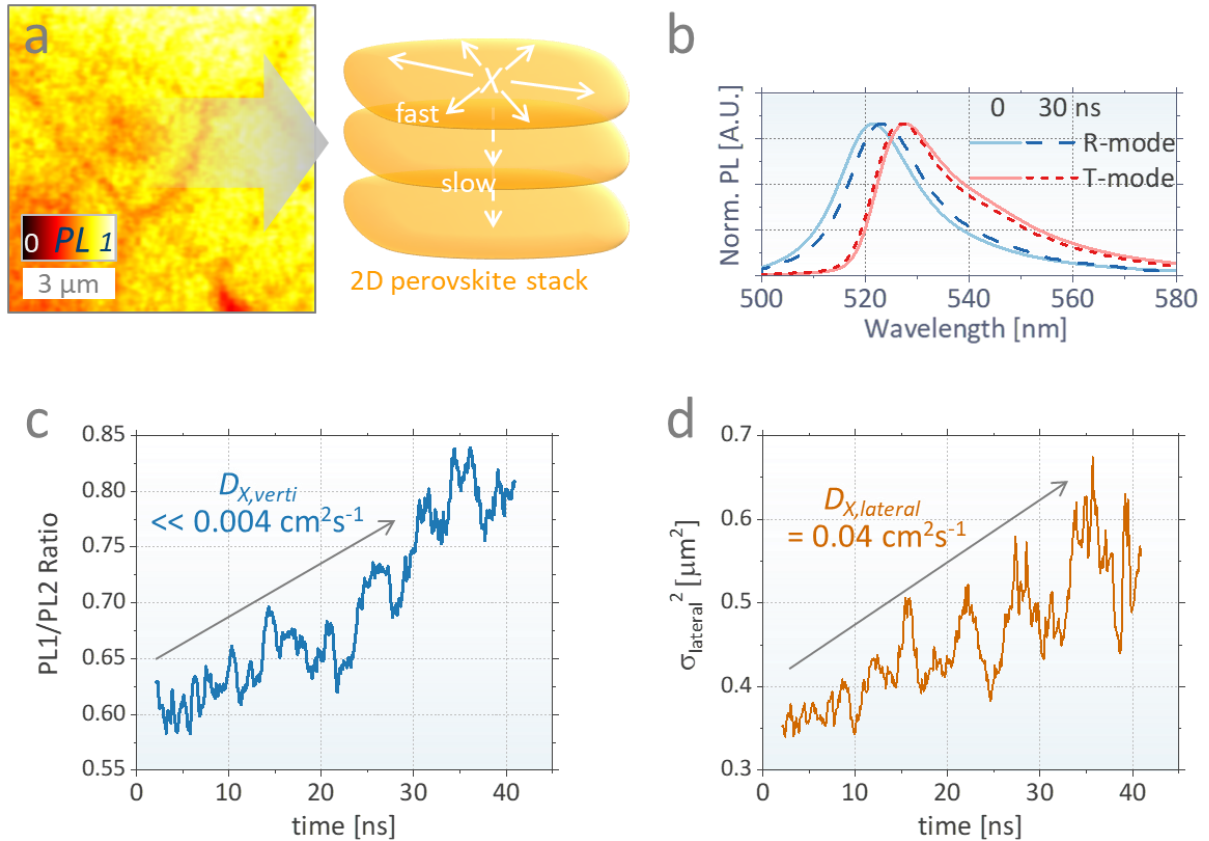 a
X
fast
slow
0 PL 1
3 µm
2D perovskite stack
b
0 30 ns
R-mode
T-mode
Norm. PL [A.U.]
500 520 540 560 580
Wavelength [nm]
c
0.85
0.80
0.75
0.70
0.65
0.60
0.55
PL1/PL2 Ratio
D_X,verti
<< 0.004 cm²s⁻¹
0 10 20 30 40
time [ns]
d
0.7
0.6
0.5
0.4
0.3
σ_lateral² [µm²]
D_X,lateral
= 0.04 cm²s⁻¹
0 10 20 30 40
time [ns]